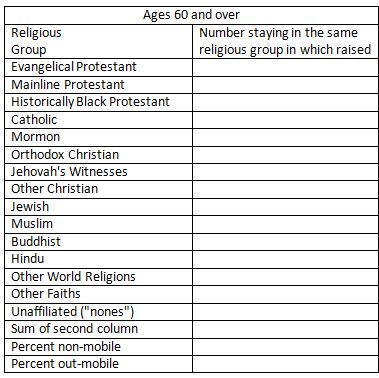 Ages 60 and over
Religious Group
Number staying in the same religious group in which raised
Evangelical Protestant
Mainline Protestant
Historically Black Protestant
Catholic
Mormon
Orthodox Christian
Jehovah's Witnesses
Other Christian
Jewish
Muslim
Buddhist
Hindu
Other World Religions
Other Faiths
Unaffiliated ("nones")
Sum of second column
Percent non-mobile
Percent out-mobile